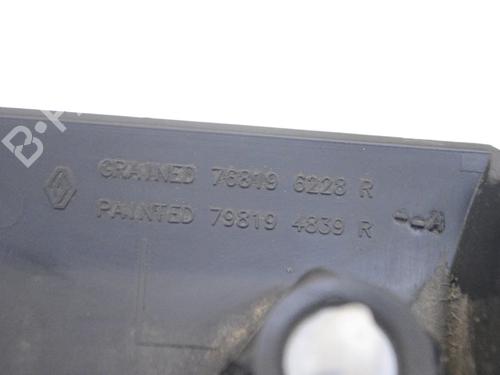 GRAINED 76819 6228 R
PAINTED 79819 4839 R --A